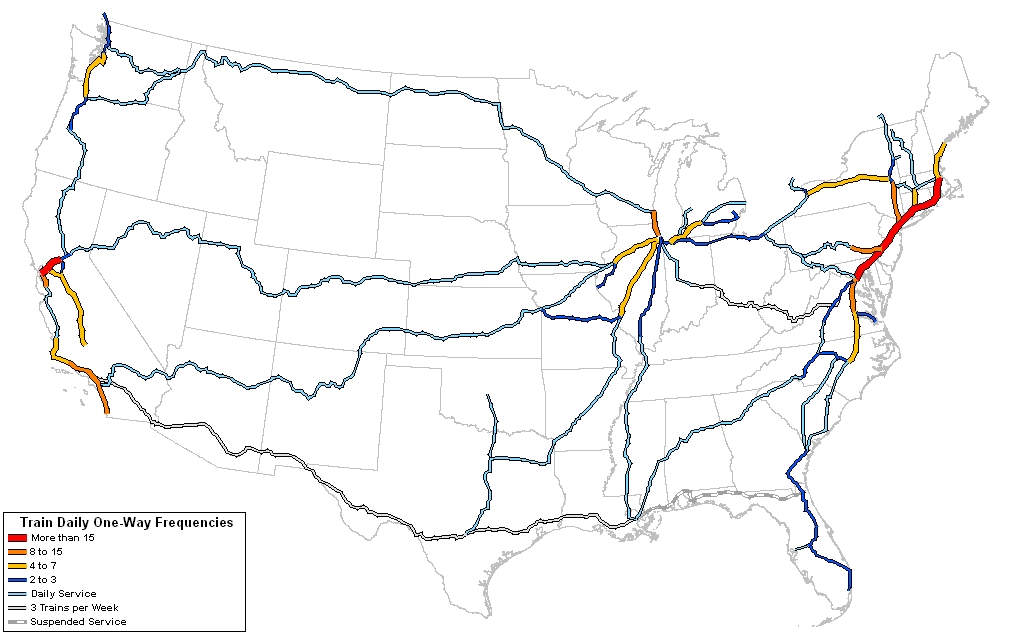 Train Daily One-Way Frequencies
More than 15
8 to 15
4 to 7
2 to 3
Daily Service
3 Trains per Week
Suspended Service